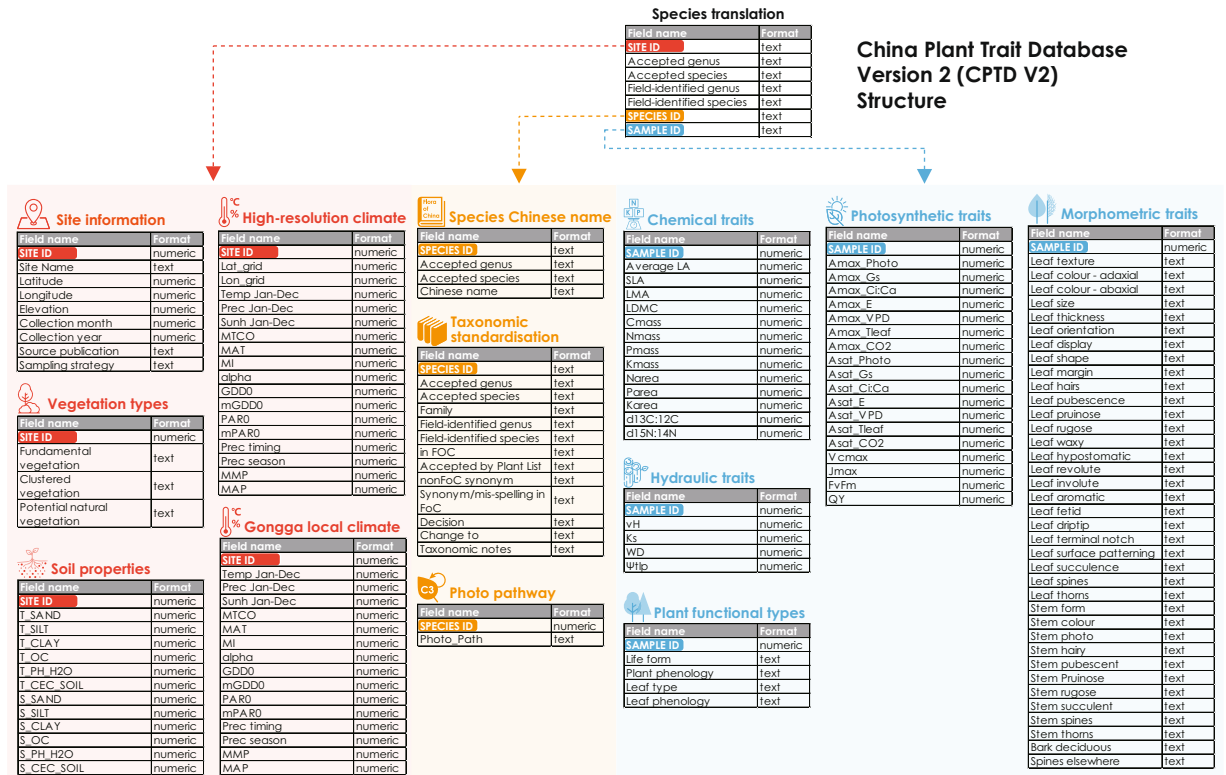 Species translation
Field name Format
SITE ID text
Accepted genus text
Accepted species text
Field-identified genus text
Field-identified species text
SPECIES ID text
SAMPLE ID text
China Plant Trait Database
Version 2 (CPTD V2)
Structure
Site information
Field name Format
SITE ID numeric
Site Name text
Latitude numeric
Longitude numeric
Elevation numeric
Collection month numeric
Collection year numeric
Source publication text
Sampling strategy text
Vegetation types
Field name Format
SITE ID numeric
Fundamental
vegetation text
Clustered
vegetation text
Potential natural
vegetation text
Soil properties
Field name Format
SITE ID numeric
T_SAND numeric
T_SILT numeric
T_CLAY numeric
T_OC numeric
T_PH_H2O numeric
T_CEC_SOIL numeric
S_SAND numeric
S_SILT numeric
S_CLAY numeric
S_OC numeric
S_PH_H2O numeric
S_CEC_SOIL numeric
°C
%
High-resolution climate
Field name Format
SITE ID numeric
Lat_grid numeric
Lon_grid numeric
Temp Jan-Dec numeric
Prec Jan-Dec numeric
Sunh Jan-Dec numeric
MTCO numeric
MAT numeric
MI numeric
alpha numeric
GDD0 numeric
mGDD0 numeric
PAR0 numeric
mPAR0 numeric
Prec timing numeric
Prec season numeric
MMP numeric
MAP numeric
°C
%
Gongga local climate
Field name Format
SITE ID numeric
Temp Jan-Dec numeric
Prec Jan-Dec numeric
Sunh Jan-Dec numeric
MTCO numeric
MAT numeric
MI numeric
alpha numeric
GDD0 numeric
mGDD0 numeric
PAR0 numeric
mPAR0 numeric
Prec timing numeric
Prec season numeric
MMP numeric
MAP numeric
Flora
of
China
Species Chinese name
Field name Format
SPECIES ID text
Accepted genus text
Accepted species text
Chinese name text
Taxonomic
standardisation
Field name Format
SPECIES ID text
Accepted genus text
Accepted species text
Family text
Field-identified genus text
Field-identified species text
in FOC text
Accepted by Plant List text
nonFoC synonym text
Synonym/mis-spelling in
FoC text
Decision text
Change to text
Taxonomic notes text
C3
Photo pathway
Field name Format
SPECIES ID numeric
Photo_Path text
N
K P
Chemical traits
Field name Format
SAMPLE ID numeric
Average LA numeric
SLA numeric
LMA numeric
LDMC numeric
Cmass numeric
Nmass numeric
Pmass numeric
Kmass numeric
Narea numeric
Parea numeric
Karea numeric
d13C:12C numeric
d15N:14N numeric
Hydraulic traits
Field name Format
SAMPLE ID numeric
vH numeric
Ks numeric
WD numeric
Ψtlp numeric
Plant functional types
Field name Format
SAMPLE ID numeric
Life form text
Plant phenology text
Leaf type text
Leaf phenology text
Photosynthetic traits
Field name Format
SAMPLE ID numeric
Amax_Photo numeric
Amax_Gs numeric
Amax_Ci:Ca numeric
Amax_E numeric
Amax_VPD numeric
Amax_Tleaf numeric
Amax_CO2 numeric
Asat_Photo numeric
Asat_Gs numeric
Asat_Ci:Ca numeric
Asat_E numeric
Asat_VPD numeric
Asat_Tleaf numeric
Asat_CO2 numeric
Vcmax numeric
Jmax numeric
FvFm numeric
QY numeric
Morphometric traits
Field name Format
SAMPLE ID numeric
Leaf texture text
Leaf colour - adaxial text
Leaf colour - abaxial text
Leaf size text
Leaf thickness text
Leaf orientation text
Leaf display text
Leaf shape text
Leaf margin text
Leaf hairs text
Leaf pubescence text
Leaf pruinose text
Leaf rugose text
Leaf waxy text
Leaf hypostomatic text
Leaf revolute text
Leaf involute text
Leaf aromatic text
Leaf fetid text
Leaf driptip text
Leaf terminal notch text
Leaf surface patterning text
Leaf succulence text
Leaf spines text
Leaf thorns text
Stem form text
Stem colour text
Stem photo text
Stem hairy text
Stem pubescent text
Stem Pruinose text
Stem rugose text
Stem succulent text
Stem spines text
Stem thorns text
Bark deciduous text
Spines elsewhere text